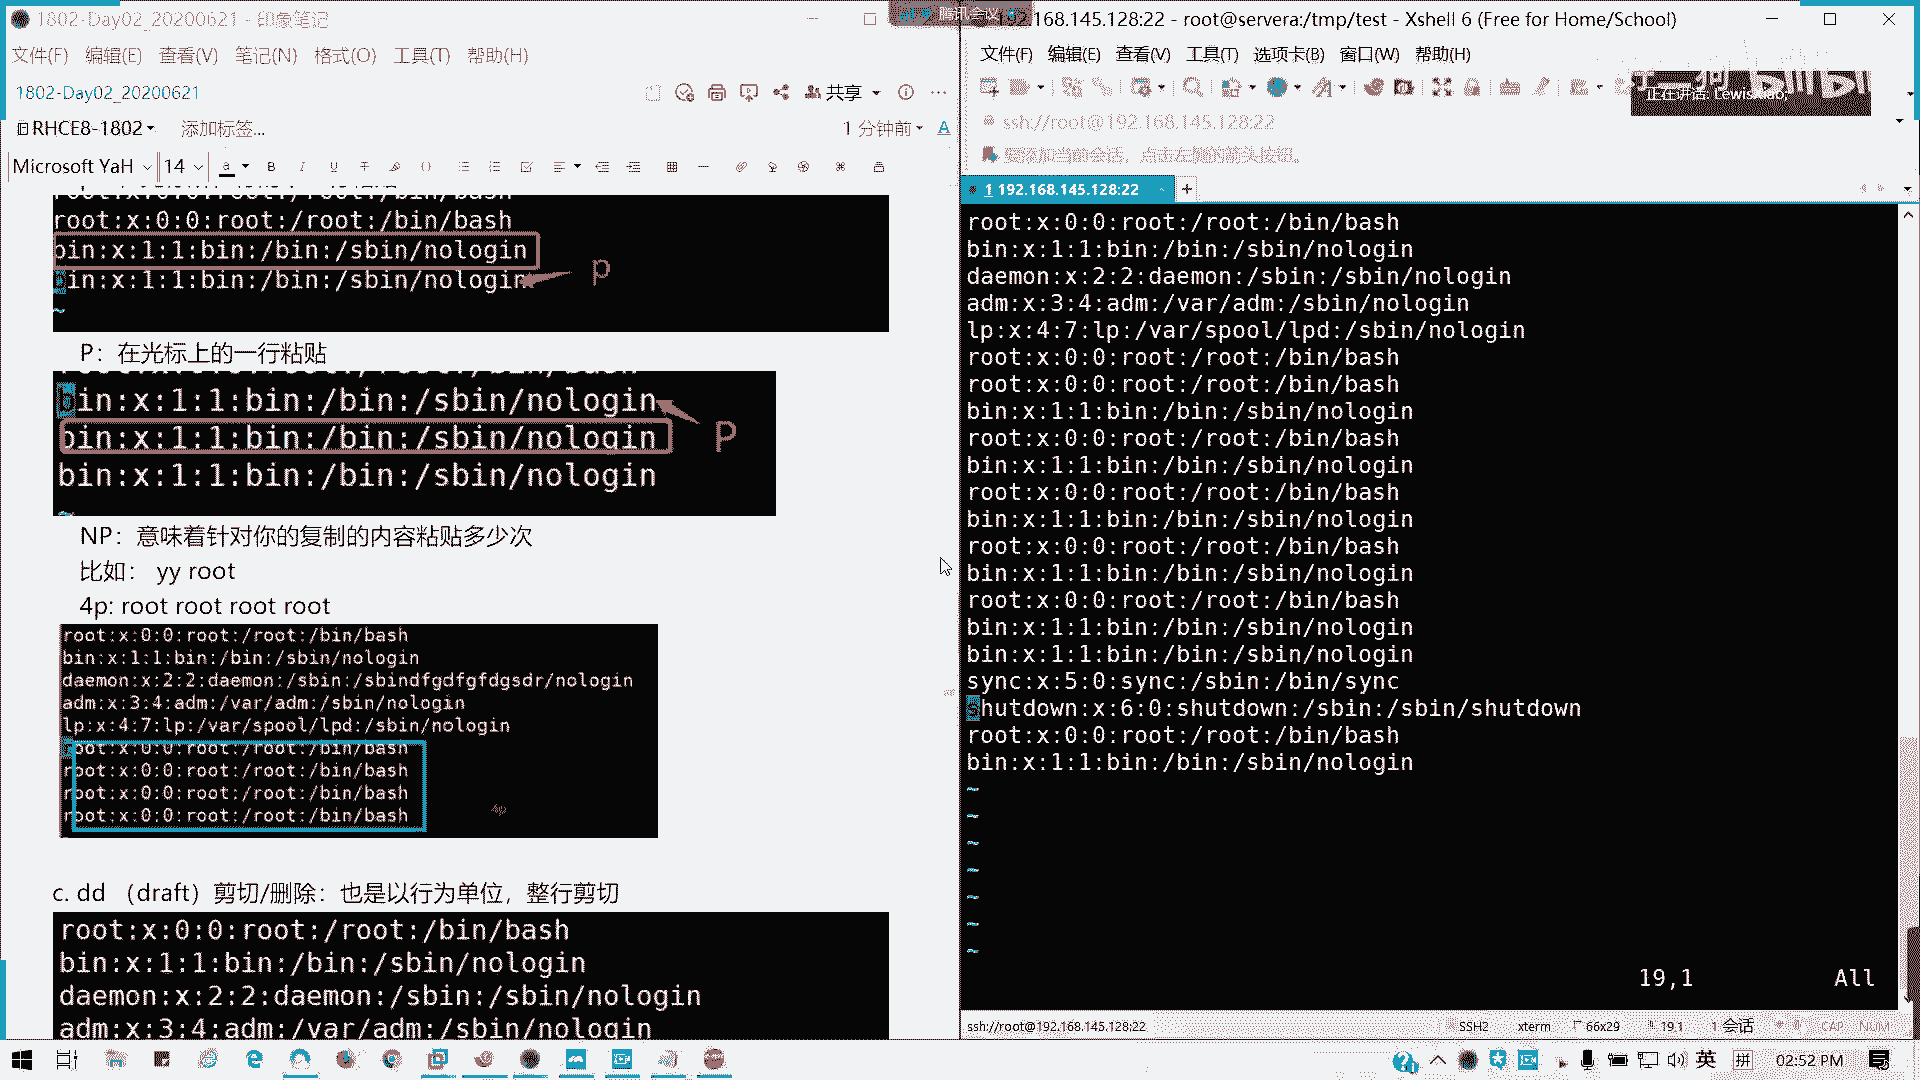 1802-Day02_20200621 - 印象笔记
文件(F) 编辑(E) 查看(V) 笔记(N) 格式(O) 工具(T) 帮助(H)
1802-Day02_20200621
共享
RHCE8-1802 添加标签...
1 分钟前
Microsoft YaH 14
root:x:0:0:root:/root:/bin/bash
bin:x:1:1:bin:/bin:/sbin/nologin
bin:x:1:1:bin:/bin:/sbin/nologin
p
~
P：在光标上的一行粘贴
bin:x:1:1:bin:/bin:/sbin/nologin
bin:x:1:1:bin:/bin:/sbin/nologin
P
bin:x:1:1:bin:/bin:/sbin/nologin
NP：意味着针对你的复制的内容粘贴多少次
比如： yy root
4p: root root root root
root:x:0:0:root:/root:/bin/bash
bin:x:1:1:bin:/bin:/sbin/nologin
daemon:x:2:2:daemon:/sbin:/sbindfgdfgfdgsdr/nologin
adm:x:3:4:adm:/var/adm:/sbin/nologin
lp:x:4:7:lp:/var/spool/lpd:/sbin/nologin
root:x:0:0:root:/root:/bin/bash
root:x:0:0:root:/root:/bin/bash
root:x:0:0:root:/root:/bin/bash
root:x:0:0:root:/root:/bin/bash
4p
c. dd （draft）剪切/删除：也是以行为单位，整行剪切
root:x:0:0:root:/root:/bin/bash
bin:x:1:1:bin:/bin:/sbin/nologin
daemon:x:2:2:daemon:/sbin:/sbin/nologin
adm:x:3:4:adm:/var/adm:/sbin/nologin
腾讯会议
192.168.145.128:22 - root@servera:/tmp/test - Xshell 6 (Free for Home/School)
文件(F) 编辑(E) 查看(V) 工具(T) 选项卡(B) 窗口(W) 帮助(H)
正在讲话: Lewisxiao;
ssh://root@192.168.145.128:22
要添加当前会话，点击左侧的箭头按钮。
1 192.168.145.128:22
root:x:0:0:root:/root:/bin/bash
bin:x:1:1:bin:/bin:/sbin/nologin
daemon:x:2:2:daemon:/sbin:/sbin/nologin
adm:x:3:4:adm:/var/adm:/sbin/nologin
lp:x:4:7:lp:/var/spool/lpd:/sbin/nologin
root:x:0:0:root:/root:/bin/bash
root:x:0:0:root:/root:/bin/bash
bin:x:1:1:bin:/bin:/sbin/nologin
root:x:0:0:root:/root:/bin/bash
bin:x:1:1:bin:/bin:/sbin/nologin
root:x:0:0:root:/root:/bin/bash
bin:x:1:1:bin:/bin:/sbin/nologin
root:x:0:0:root:/root:/bin/bash
bin:x:1:1:bin:/bin:/sbin/nologin
root:x:0:0:root:/root:/bin/bash
bin:x:1:1:bin:/bin:/sbin/nologin
bin:x:1:1:bin:/bin:/sbin/nologin
sync:x:5:0:sync:/sbin:/bin/sync
shutdown:x:6:0:shutdown:/sbin:/sbin/shutdown
root:x:0:0:root:/root:/bin/bash
bin:x:1:1:bin:/bin:/sbin/nologin
~
~
~
~
~
~
~
19,1 All
ssh://root@192.168.145.128:22 SSH2 xterm 66x29 19,1 1 会话 CAP NUM
英 拼 02:52 PM